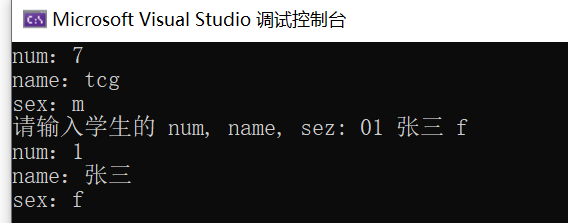 Microsoft Visual Studio 调试控制台
num: 7
name: tcg
sex: m
请输入学生的 num, name, sez: 01 张三 f
num: 1
name: 张三
sex: f